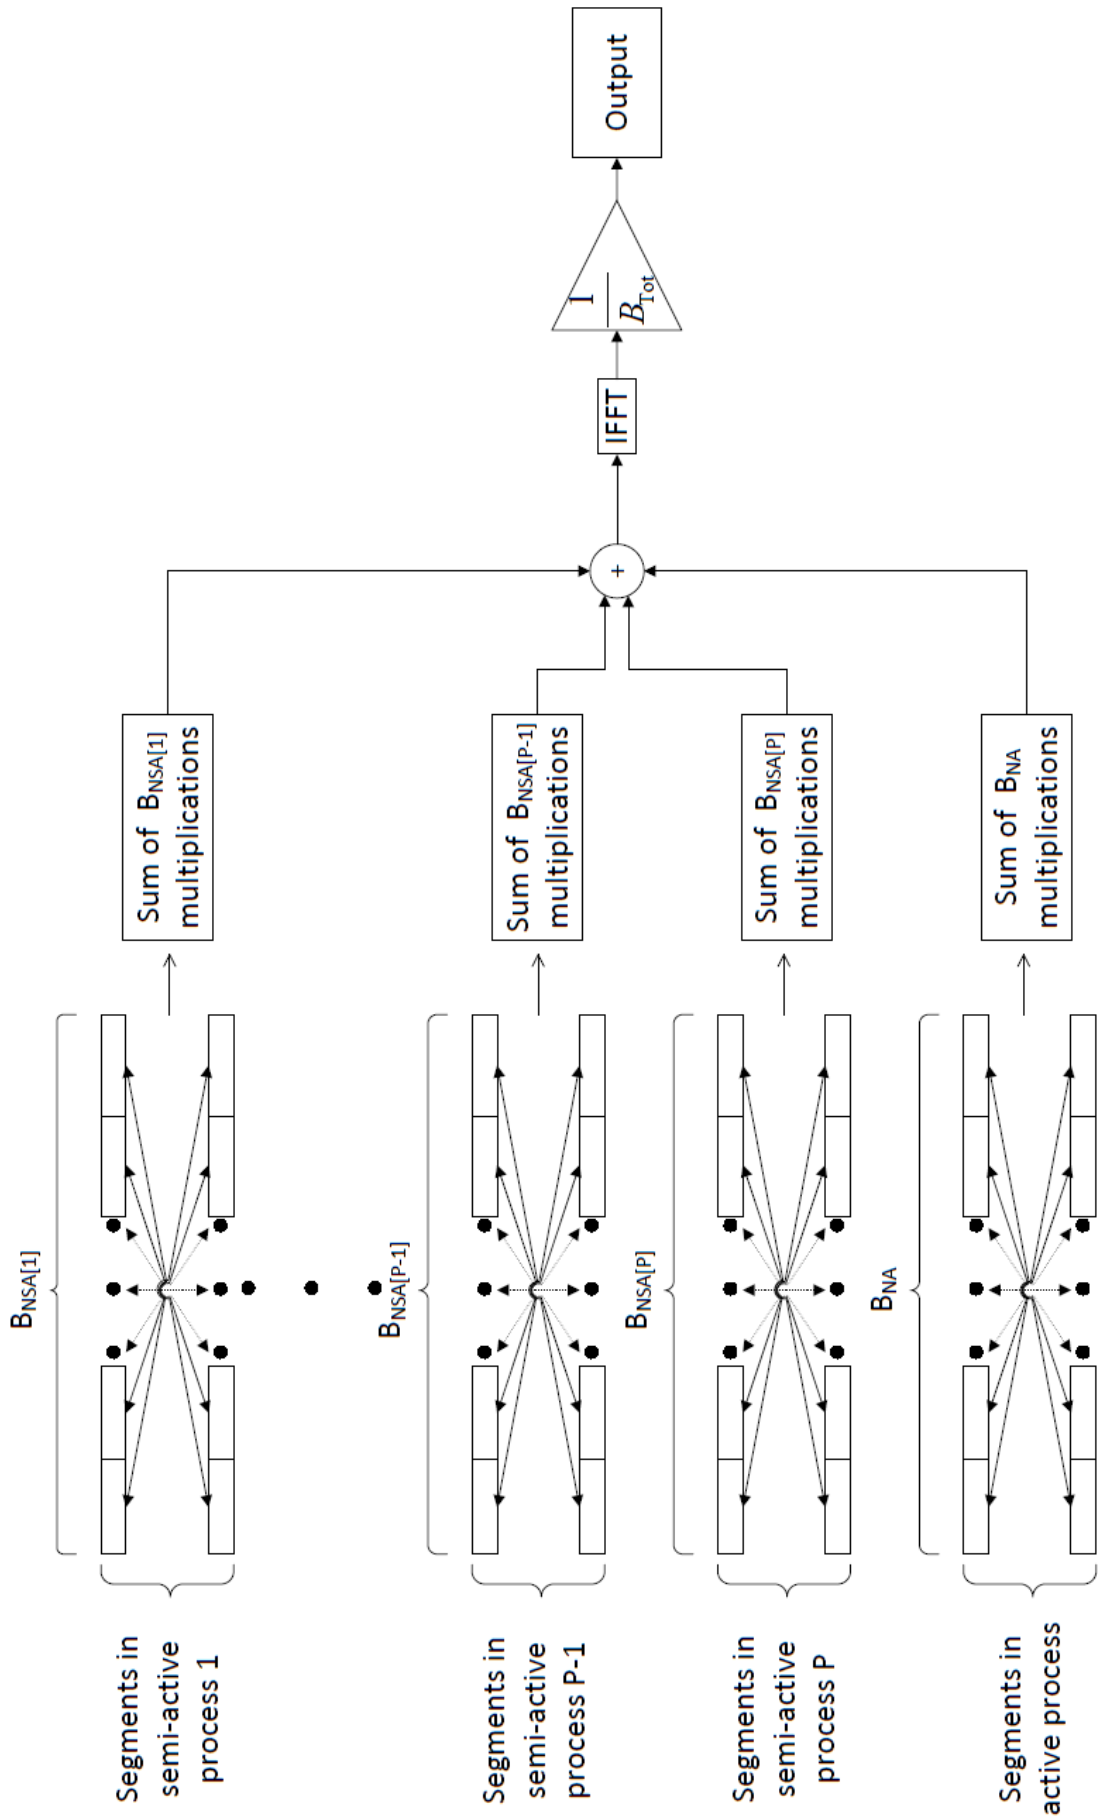 B_NSA[1]
Segments in
semi-active
process 1
Sum of B_NSA[1]
multiplications
B_NSA[P-1]
Segments in
semi-active
process P-1
Sum of B_NSA[P-1]
multiplications
B_NSA[P]
Segments in
semi-active
process P
Sum of B_NSA[P]
multiplications
B_NA
Segments in
active process
Sum of B_NA
multiplications
+
IFFT
1
B_Tot
Output